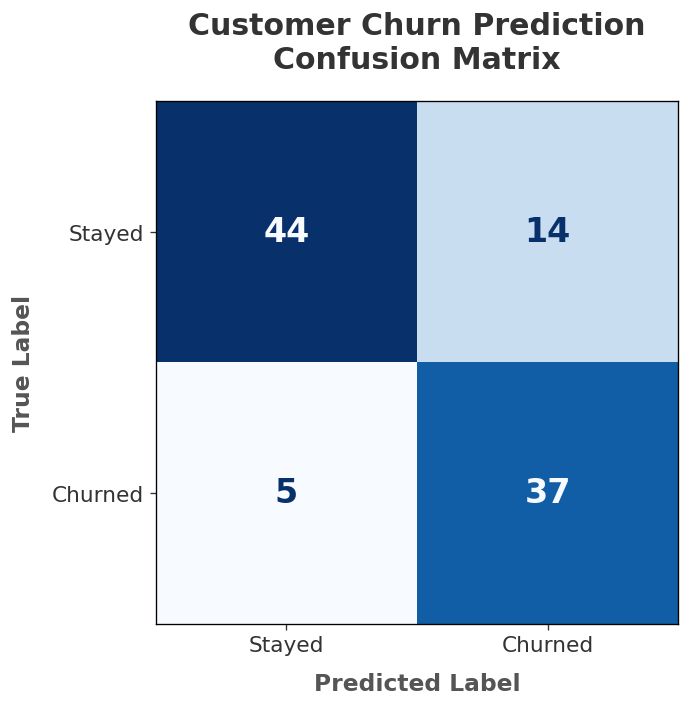 Customer Churn Prediction
Confusion Matrix
True Label
Stayed
44
14
Churned
5
37
Stayed
Churned
Predicted Label